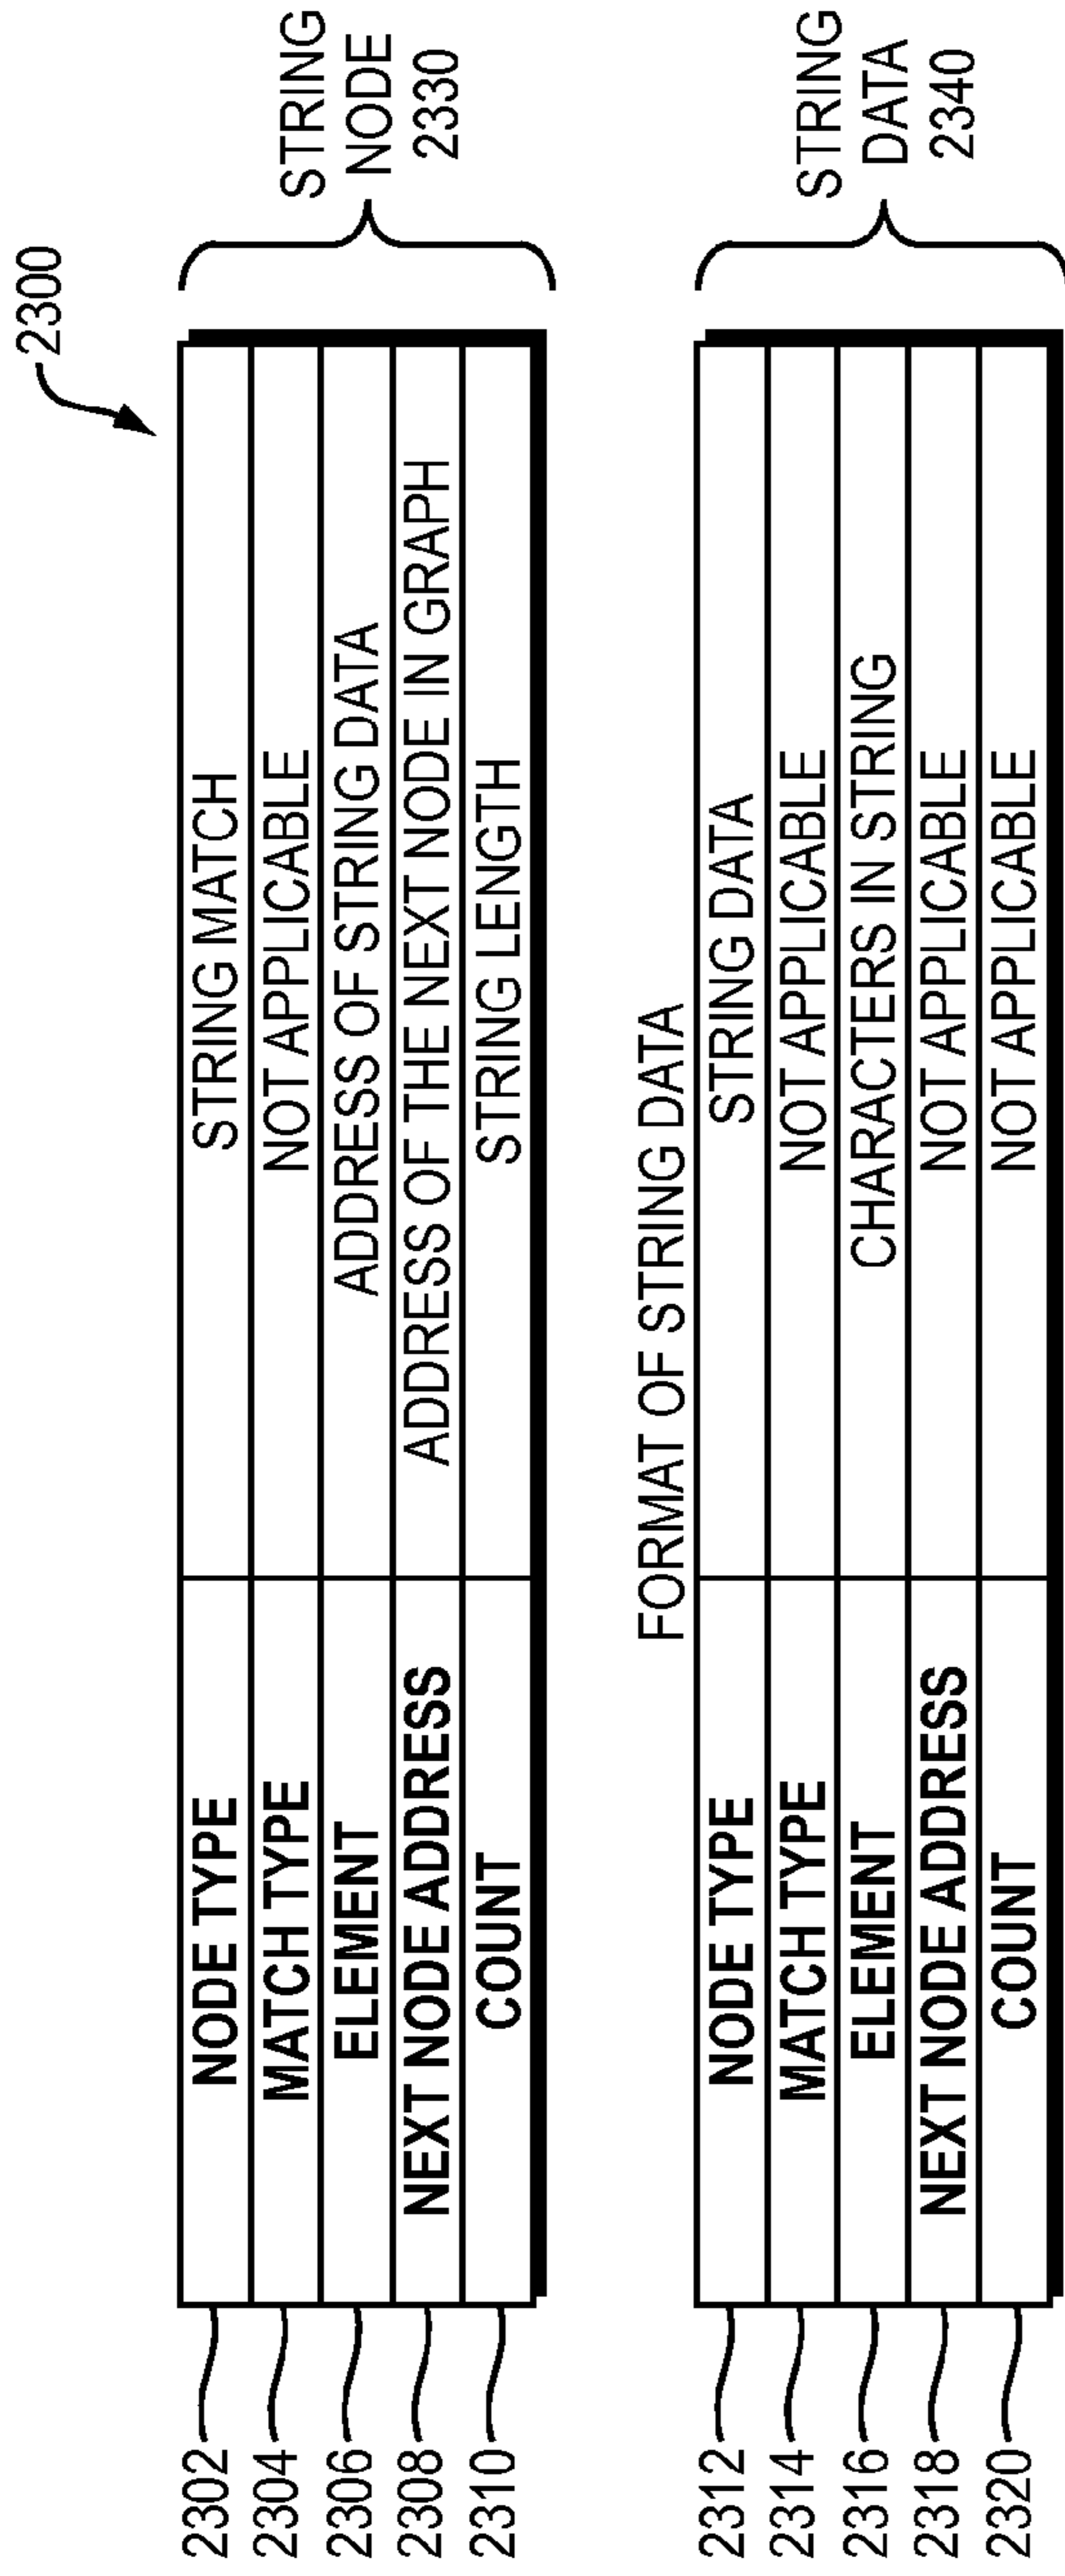 2300
2302 NODE TYPE STRING MATCH
2304 MATCH TYPE NOT APPLICABLE
2306 ELEMENT ADDRESS OF STRING DATA
2308 NEXT NODE ADDRESS ADDRESS OF THE NEXT NODE IN GRAPH
2310 COUNT STRING LENGTH
STRING
NODE
2330
FORMAT OF STRING DATA
2312 NODE TYPE STRING DATA
2314 MATCH TYPE NOT APPLICABLE
2316 ELEMENT CHARACTERS IN STRING
2318 NEXT NODE ADDRESS NOT APPLICABLE
2320 COUNT NOT APPLICABLE
STRING
DATA
2340